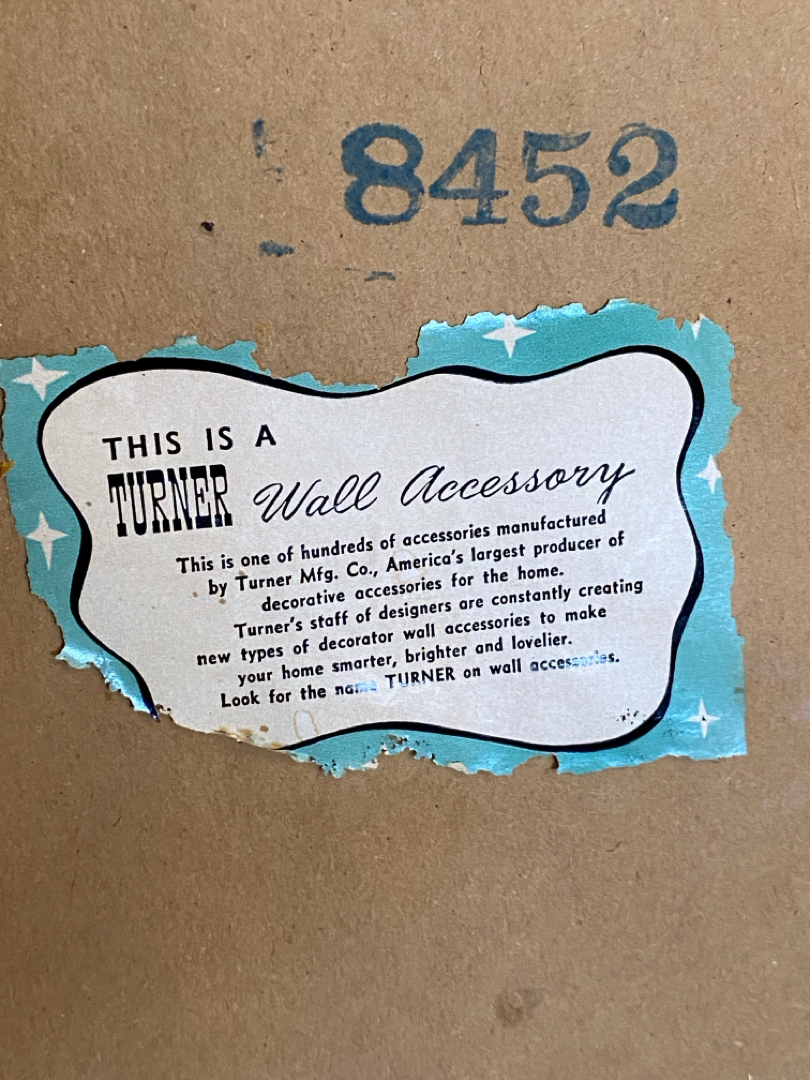 8452
THIS IS A
TURNER Wall Accessory
This is one of hundreds of accessories manufactured
by Turner Mfg. Co., America's largest producer of
decorative accessories for the home.
Turner's staff of designers are constantly creating
new types of decorator wall accessories to make
your home smarter, brighter and lovelier.
Look for the name TURNER on wall accessories.